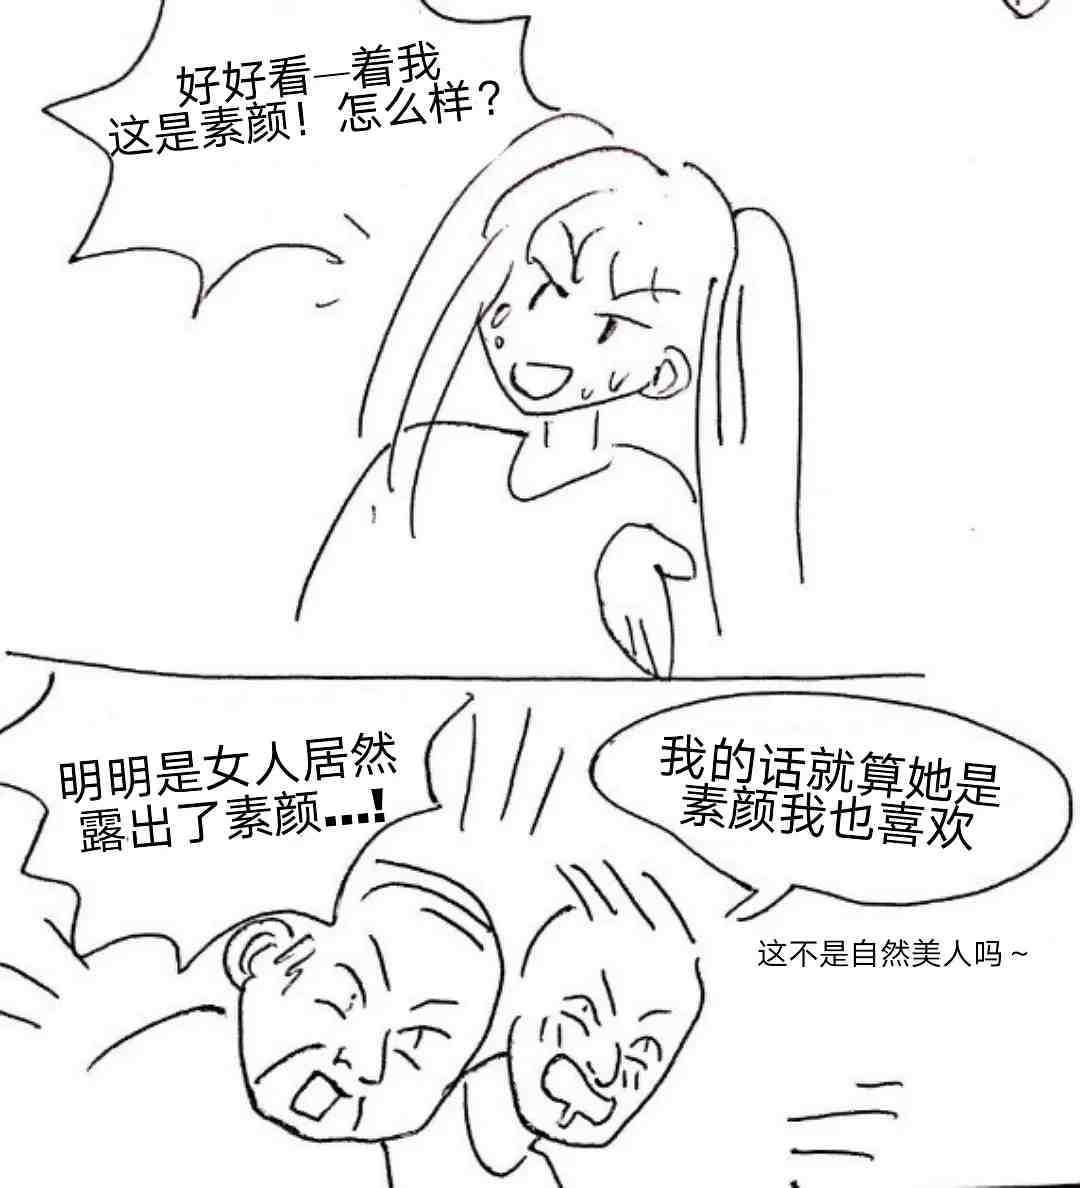 好好看一着我
这是素颜！怎么样？
明明是女人居然
露出了素颜...!
我的话就算她是
素颜我也喜欢
这不是自然美人吗～